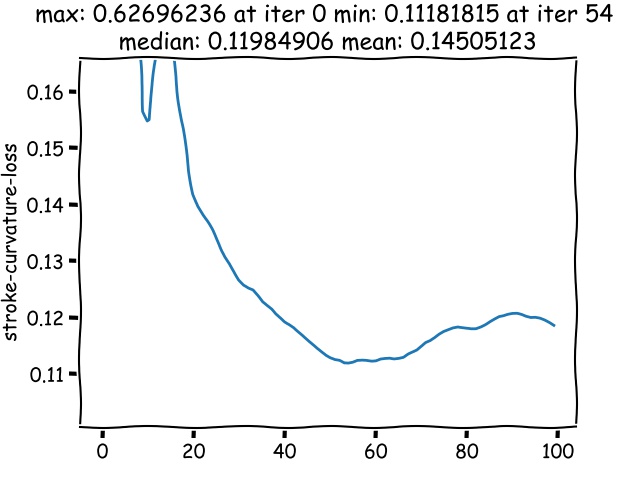 max: 0.62696236 at iter 0 min: 0.11181815 at iter 54
median: 0.11984906 mean: 0.14505123
stroke-curvature-loss
0.16
0.15
0.14
0.13
0.12
0.11
0 20 40 60 80 100